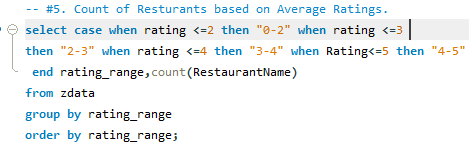 -- #5. Count of Resturants based on Average Ratings.
select case when rating <=2 then "0-2" when rating <=3
then "2-3" when rating <=4 then "3-4" when Rating<=5 then "4-5"
end rating_range,count(RestaurantName)
from zdata
group by rating_range
order by rating_range;